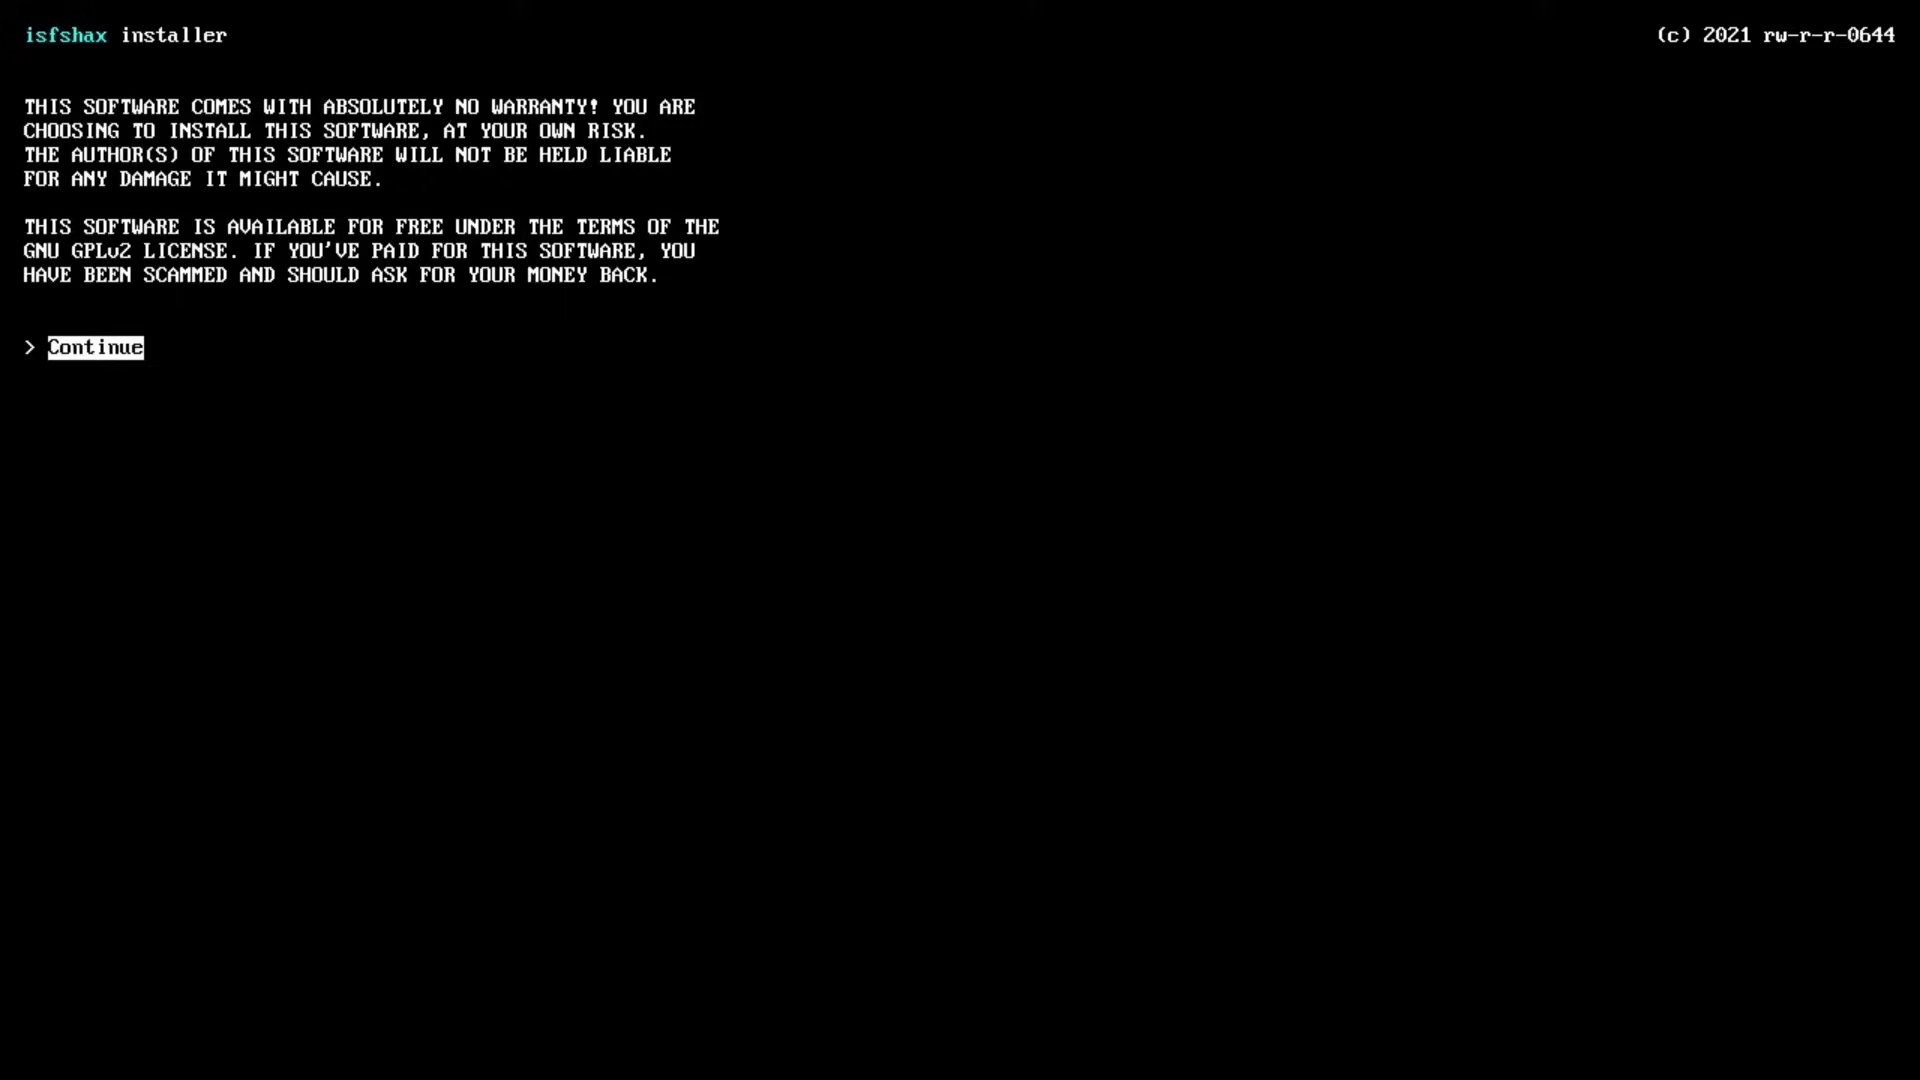 isfshax installer (c) 2021 rw-r-r-0644
THIS SOFTWARE COMES WITH ABSOLUTELY NO WARRANTY! YOU ARE
CHOOSING TO INSTALL THIS SOFTWARE, AT YOUR OWN RISK.
THE AUTHOR(S) OF THIS SOFTWARE WILL NOT BE HELD LIABLE
FOR ANY DAMAGE IT MIGHT CAUSE.
THIS SOFTWARE IS AVAILABLE FOR FREE UNDER THE TERMS OF THE
GNU GPLv2 LICENSE. IF YOU'VE PAID FOR THIS SOFTWARE, YOU
HAVE BEEN SCAMMED AND SHOULD ASK FOR YOUR MONEY BACK.
> Continue